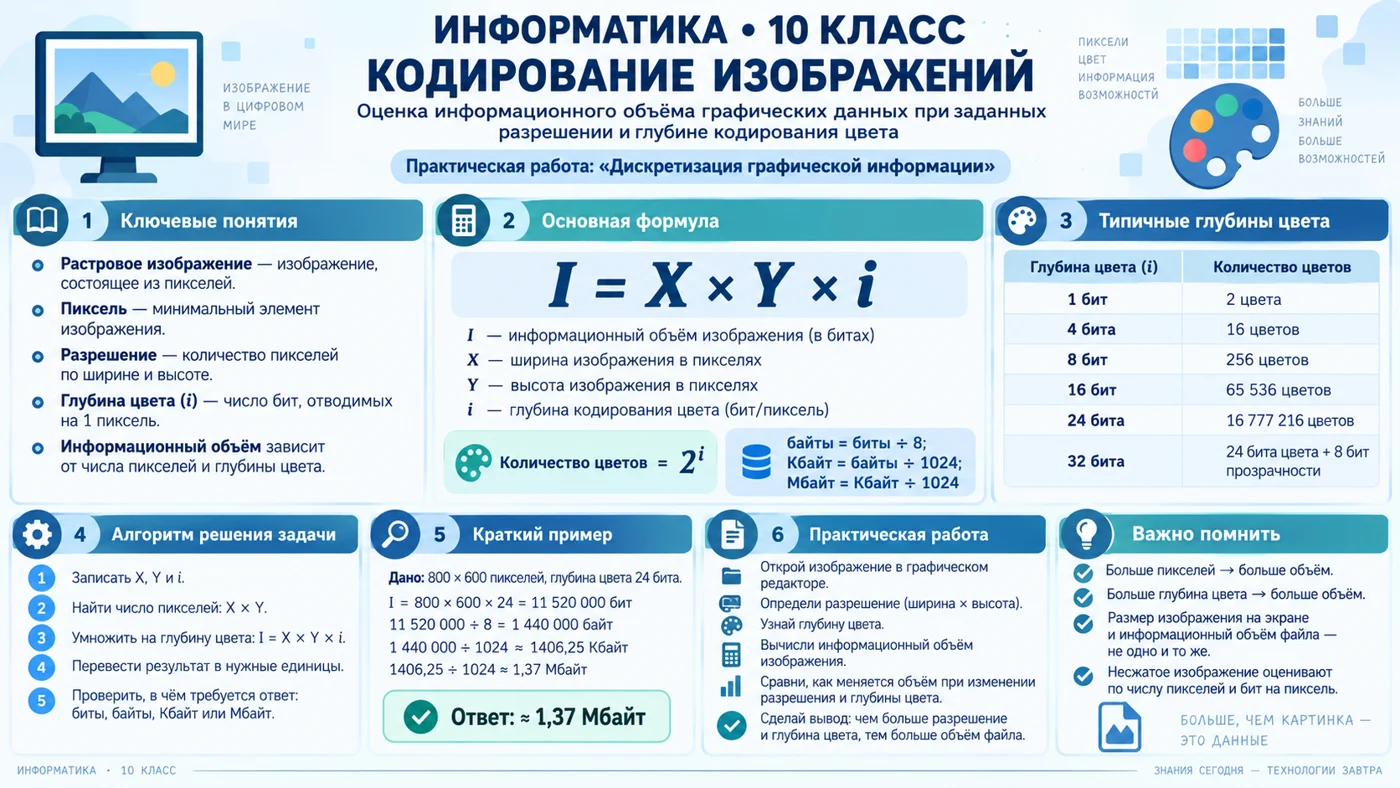 ИНФОРМАТИКА • 10 КЛАСС
КОДИРОВАНИЕ ИЗОБРАЖЕНИЙ
Оценка информационного объёма графических данных при заданных
разрешении и глубине кодирования цвета
Практическая работа: «Дискретизация графической информации»
ИЗОБРАЖЕНИЕ
В ЦИФРОВОМ
МИРЕ
ПИКСЕЛИ
ЦВЕТ
ИНФОРМАЦИЯ
ВОЗМОЖНОСТЙ
БОЛЬШЕ
ЗНАНИЙ
БОЛЬШЕ
ВОЗМОЖНОСТЕЙ
1 Ключевые понятия
Растровое изображение — изображение,
состоящее из пикселей.
Пиксель — минимальный элемент
изображения.
Разрешение — количество пикселей
по ширине и высоте.
Глубина цвета (i) — число бит, отводимых
на 1 пиксель.
Информационный объём зависит
от числа пикселей и глубины цвета.
2 Основная формула
I = X × Y × i
I — информационный объём изображения (в битах)
X — ширина изображения в пикселях
Y — высота изображения в пикселях
i — глубина кодирования цвета (бит/пиксель)
Количество цветов = 2^i
байты = биты ÷ 8;
Кбайт = байты ÷ 1024;
Мбайт = Кбайт ÷ 1024
3 Типичные глубины цвета
Глубина цвета (i) Количество цветов
1 бит 2 цвета
4 бита 16 цветов
8 бит 256 цветов
16 бит 65 536 цветов
24 бита 16 777 216 цветов
32 бита 24 бита цвета + 8 бит
прозрачности
4 Алгоритм решения задачи
1 Записать X, Y и i.
2 Найти число пикселей: X × Y.
3 Умножить на глубину цвета: I = X × Y × i.
4 Перевести результат в нужные единицы.
5 Проверить, в чём требуется ответ:
биты, байты, Кбайт или Мбайт.
5 Краткий пример
Дано: 800 × 600 пикселей, глубина цвета 24 бита.
I = 800 × 600 × 24 = 11 520 000 бит
11 520 000 ÷ 8 = 1 440 000 байт
1 440 000 ÷ 1024 ≈ 1406,25 Кбайт
1406,25 ÷ 1024 ≈ 1,37 Мбайт
Ответ: ≈ 1,37 Мбайт
6 Практическая работа
Открой изображение в графическом
редакторе.
Определи разрешение (ширина × высота).
Узнай глубину цвета.
Вычисли информационный объём
изображения.
Сравни, как меняется объём при изменении
разрешения и глубины цвета.
Сделай вывод: чем больше разрешение
и глубина цвета, тем больше объём файла.
Важно помнить
Больше пикселей → больше объём.
Больше глубина цвета → больше объём.
Размер изображения на экране
и информационный объём файла —
не одно и то же.
Несжатое изображение оценивают
по числу пикселей и бит на пиксель.
БОЛЬШЕ, ЧЕМ КАРТИНКА —
ЭТО ДАННЫЕ
ИНФОРМАТИКА · 10 КЛАСС
ЗНАНИЯ СЕГОДНЯ — ТЕХНОЛОГИИ ЗАВТРА